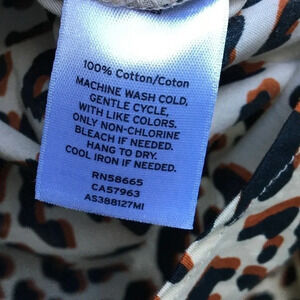 100% Cotton/Coton
MACHINE WASH COLD,
GENTLE CYCLE,
WITH LIKE COLORS.
ONLY NON-CHLORINE
BLEACH IF NEEDED.
HANG TO DRY.
COOL IRON IF NEEDED.
RN58665
CA57963
AS388127MI